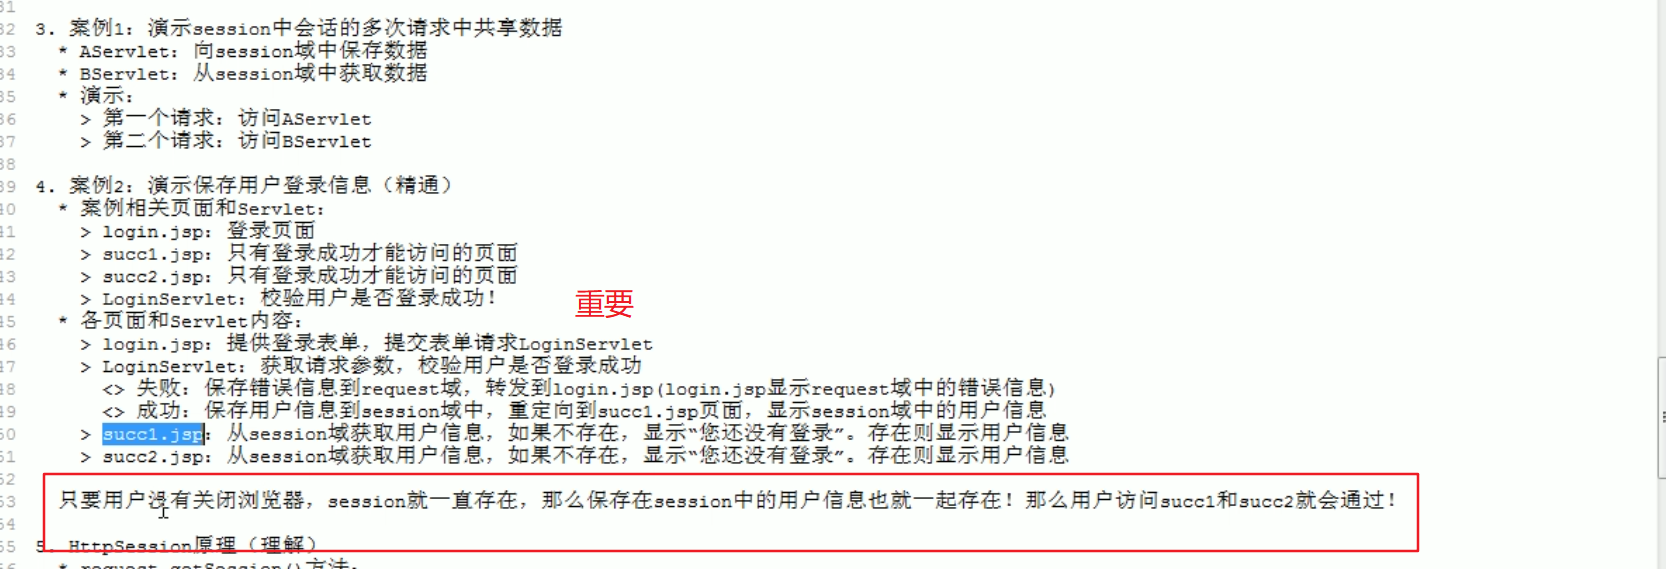 31
32 3. 案例1：演示session中会话的多次请求中共享数据
33 * AServlet：向session域中保存数据
34 * BServlet：从session域中获取数据
35 * 演示：
36 > 第一个请求：访问AServlet
37 > 第二个请求：访问BServlet
38
39 4. 案例2：演示保存用户登录信息（精通）
40 * 案例相关页面和Servlet：
41 > login.jsp：登录页面
42 > succ1.jsp：只有登录成功才能访问的页面
43 > succ2.jsp：只有登录成功才能访问的页面
44 > LoginServlet：校验用户是否登录成功！
重要
45 * 各页面和Servlet内容：
46 > login.jsp：提供登录表单，提交表单请求LoginServlet
47 > LoginServlet：获取请求参数，校验用户是否登录成功
48 <> 失败：保存错误信息到request域，转发到login.jsp(login.jsp显示request域中的错误信息)
49 <> 成功：保存用户信息到session域中，重定向到succ1.jsp页面，显示session域中的用户信息
50 > succ1.jsp：从session域获取用户信息，如果不存在，显示“您还没有登录”。存在则显示用户信息
51 > succ2.jsp：从session域获取用户信息，如果不存在，显示“您还没有登录”。存在则显示用户信息
52
53 只要用户没有关闭浏览器，session就一直存在，那么保存在session中的用户信息也就一起存在！那么用户访问succ1和succ2就会通过！
54
55 5. HttpSession原理（理解）
* request.getSession()方法：